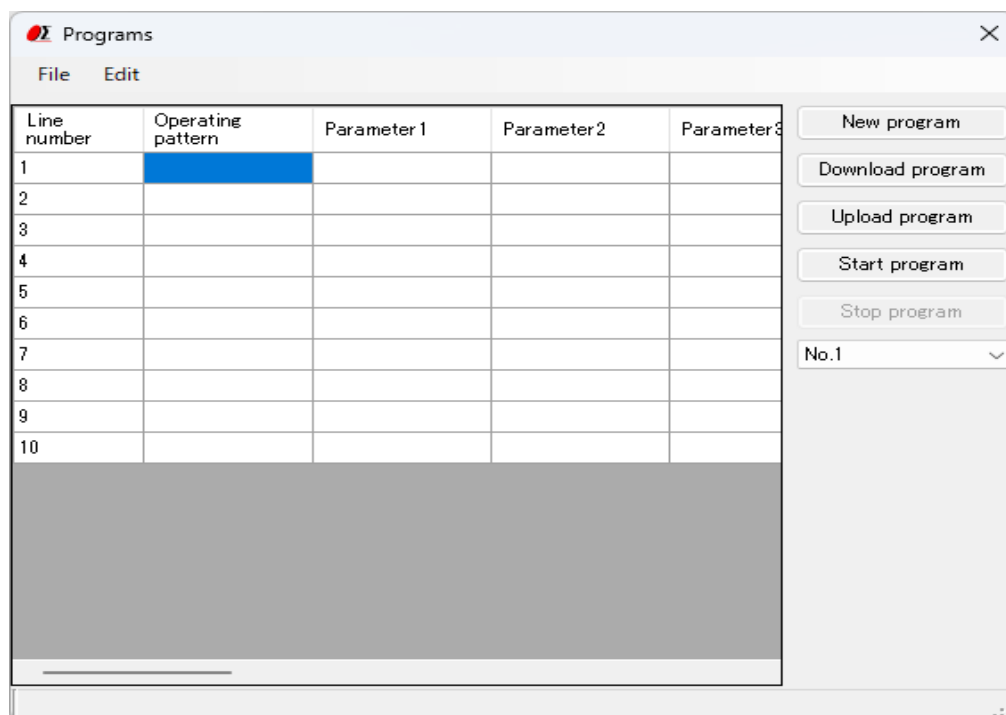 Programs
File Edit
Line number Operating pattern Parameter1 Parameter2 Parameter3
1
2
3
4
5
6
7
8
9
10
New program
Download program
Upload program
Start program
Stop program
No.1